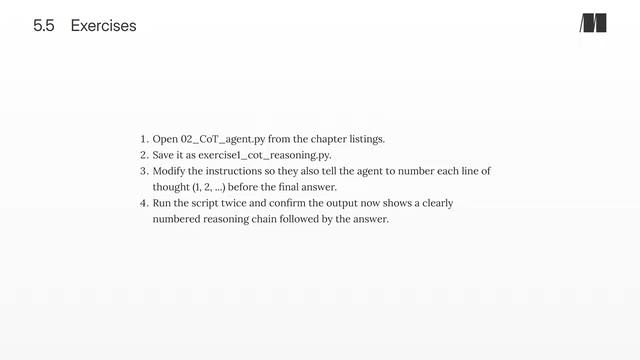 5.5 Exercises
1. Open 02_CoT_agent.py from the chapter listings.
2. Save it as exercise1_cot_reasoning.py.
3. Modify the instructions so they also tell the agent to number each line of
thought (1, 2, ...) before the final answer.
4. Run the script twice and confirm the output now shows a clearly
numbered reasoning chain followed by the answer.